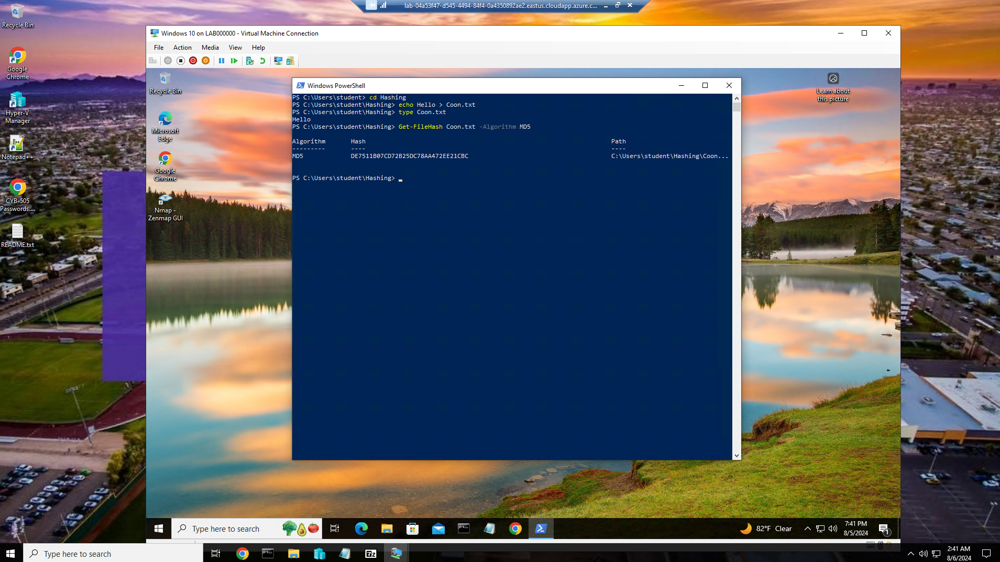 lab-04a53f47-d545-4494-84f4-0a4350892ae2.eastus.cloudapp.azure.c...
Recycle Bin
Google
Chrome
Hyper-V
Manager
Notepad++
CYB-505
Passwords....
README.txt
Windows 10 on LAB000000 - Virtual Machine Connection
File Action Media View Help
Recycle Bin
Microsoft
Edge
Google
Chrome
Nmap -
Zenmap GUI
Learn about
this picture
Windows PowerShell
PS C:\Users\student> cd Hashing
PS C:\Users\student\Hashing> echo Hello > Coon.txt
PS C:\Users\student\Hashing> type Coon.txt
Hello
PS C:\Users\student\Hashing> Get-FileHash Coon.txt -Algorithm MD5
Algorithm Hash Path
--------- ---- ----
MD5 DE7511B07CD72B25DC78AA472EE21CBC C:\Users\student\Hashing\Coon...
PS C:\Users\student\Hashing>
Type here to search
82°F Clear
7:41 PM
8/5/2024
1
Type here to search
7z
2:41 AM
8/6/2024